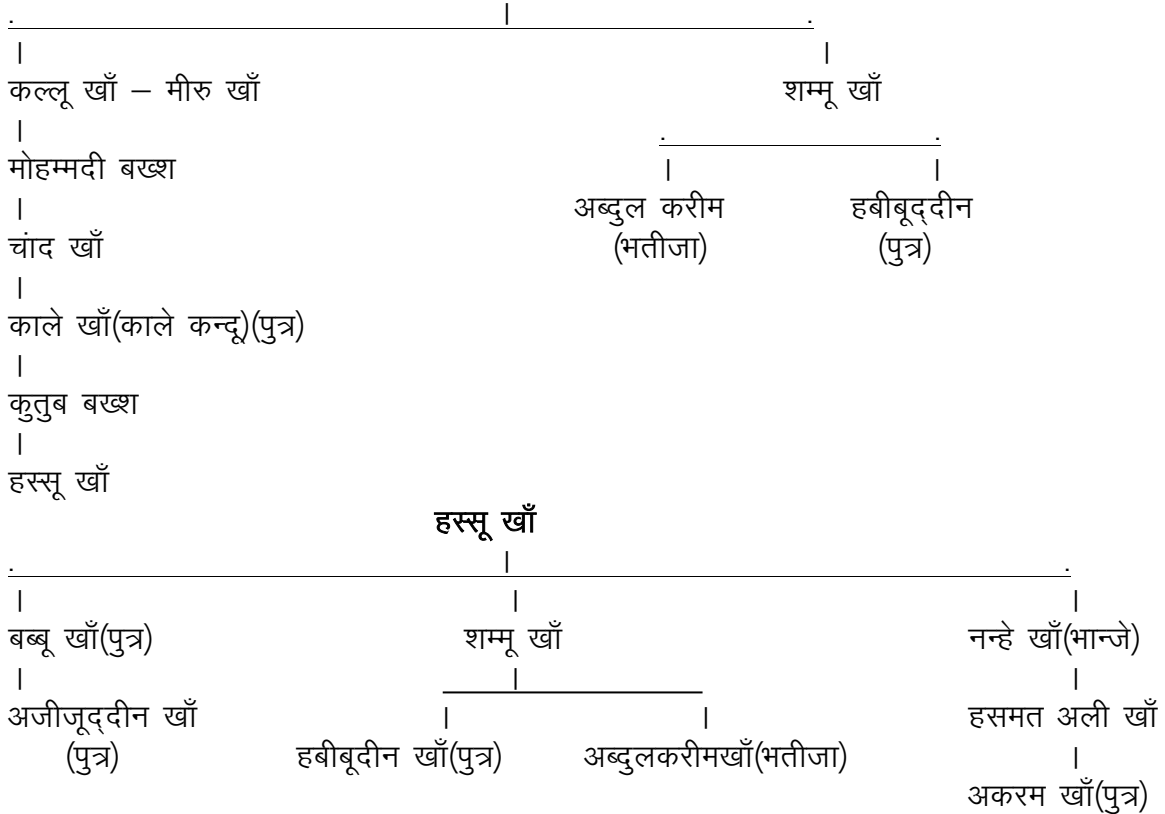 कल्लू खाँ – मीरु खाँ शम्मू खाँ
मोहम्मदी बख्श
अब्दुल करीम हबीबूद्दीन
चांद खाँ (भतीजा) (पुत्र)
काले खाँ(काले कन्दू)(पुत्र)
कुतुब बख्श
हस्सू खाँ
हस्सू खाँ
बब्बू खाँ(पुत्र) शम्मू खाँ नन्हे खाँ(भान्जे)
अजीजूद्दीन खाँ हसमत अली खाँ
(पुत्र) हबीबूदीन खाँ(पुत्र) अब्दुलकरीमखाँ(भतीजा)
अकरम खाँ(पुत्र)